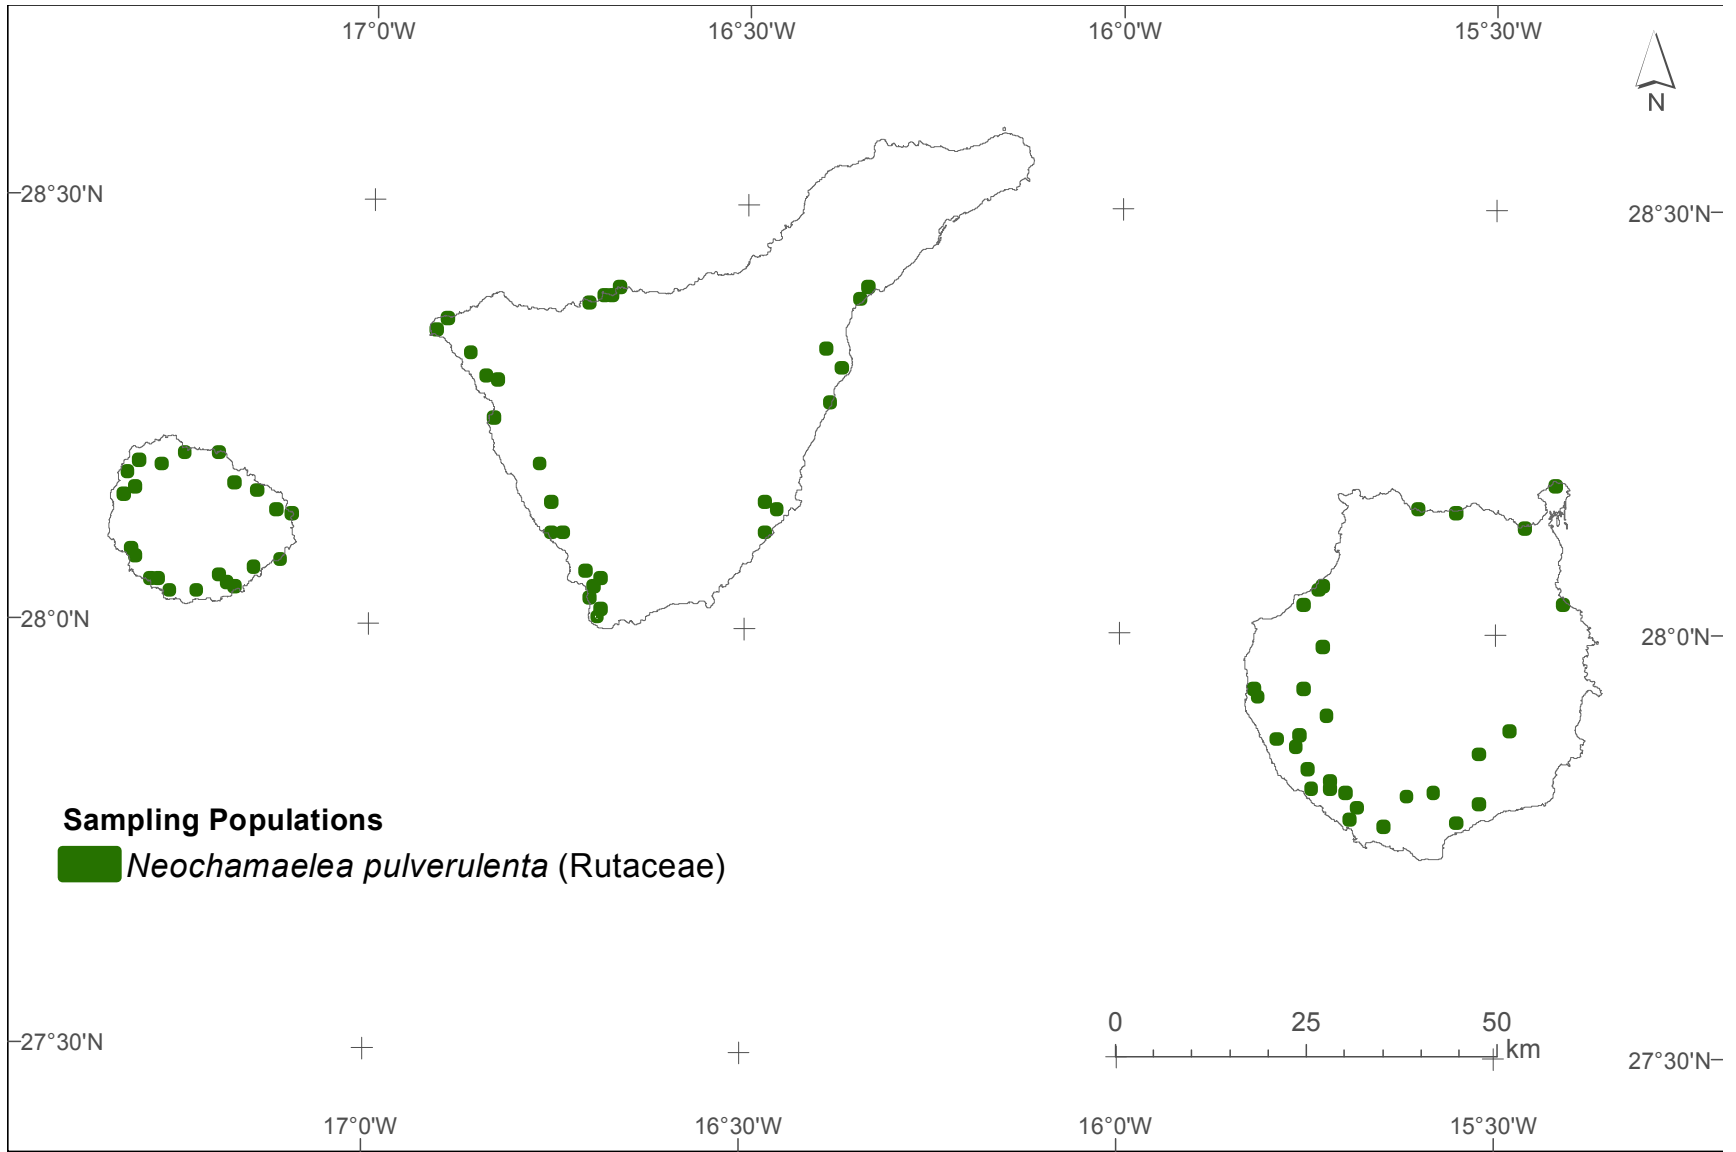 17°0'W 16°30'W 16°0'W 15°30'W
N
28°30'N 28°30'N
28°0'N 28°0'N
Sampling Populations
Neochamaelea pulverulenta (Rutaceae)
0 25 50
km
27°30'N 27°30'N
17°0'W 16°30'W 16°0'W 15°30'W